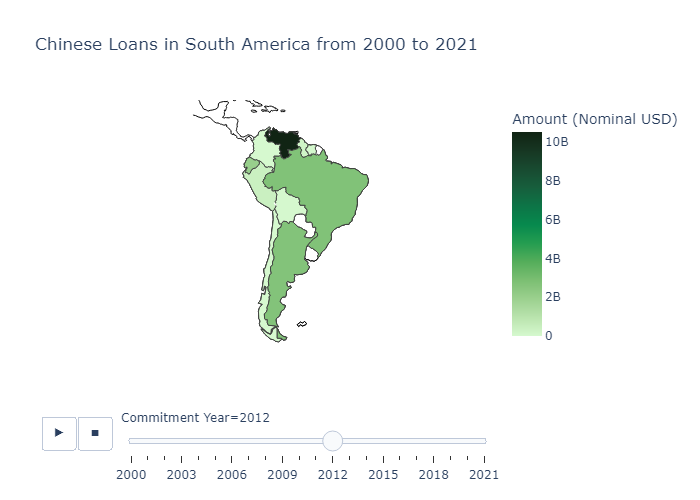 Chinese Loans in South America from 2000 to 2021
Amount (Nominal USD)
10B
8B
6B
4B
2B
0
Commitment Year=2012
2000 2003 2006 2009 2012 2015 2018 2021